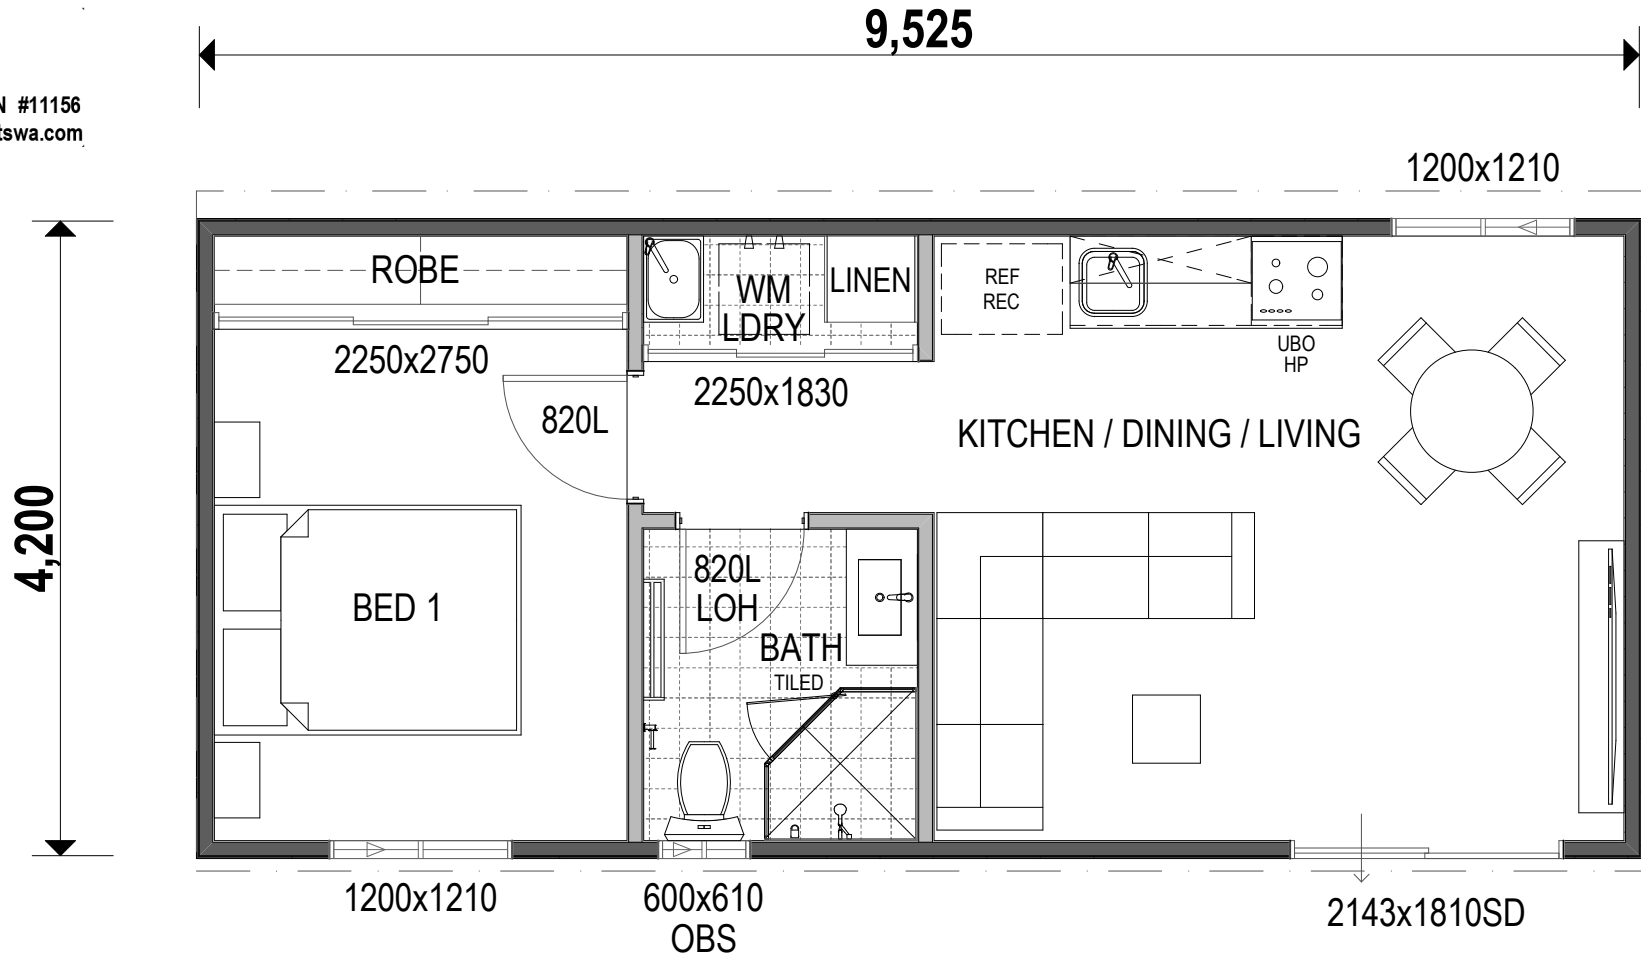 9,525
N #11156
tswa.com
1200x1210
ROBE
WM
LDRY
LINEN
REF
REC
UBO
HP
2250x2750
2250x1830
820L
KITCHEN / DINING / LIVING
4,200
BED 1
820L
LOH
BATH
TILED
1200x1210
600x610
OBS
2143x1810SD